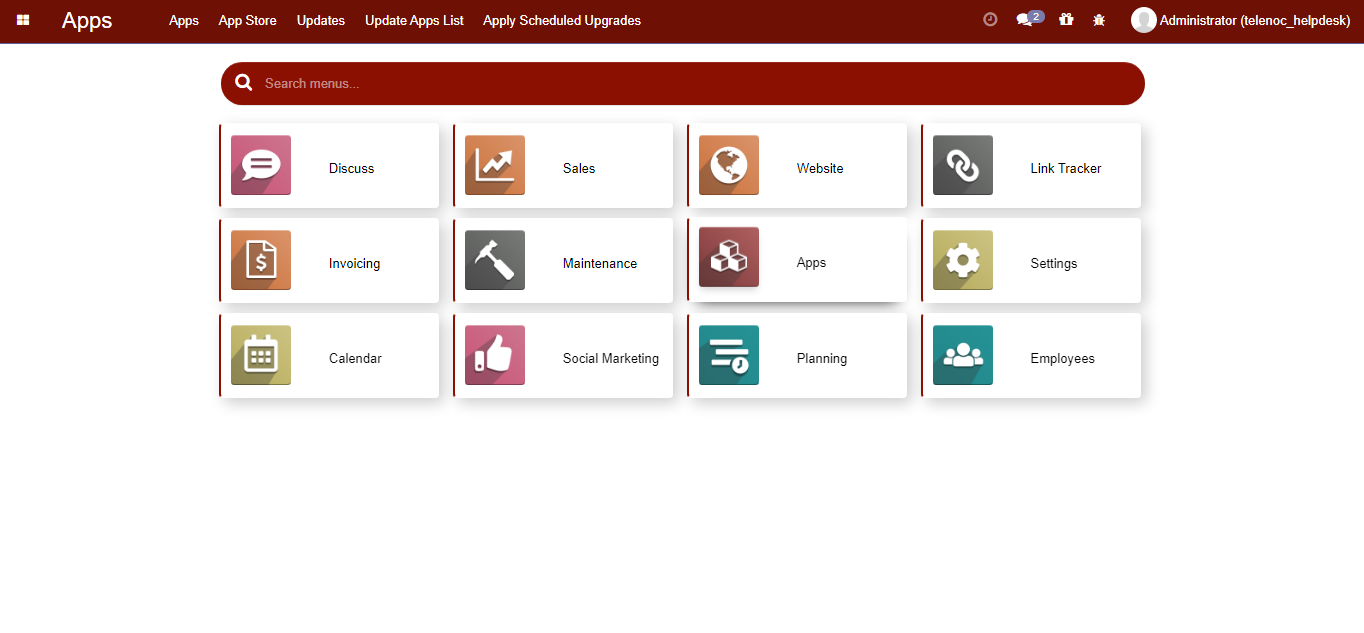 Apps Apps App Store Updates Update Apps List Apply Scheduled Upgrades 2 Administrator (telenoc_helpdesk)
Search menus...
Discuss Sales Website Link Tracker
$
Invoicing Maintenance Apps Settings
Calendar Social Marketing Planning Employees